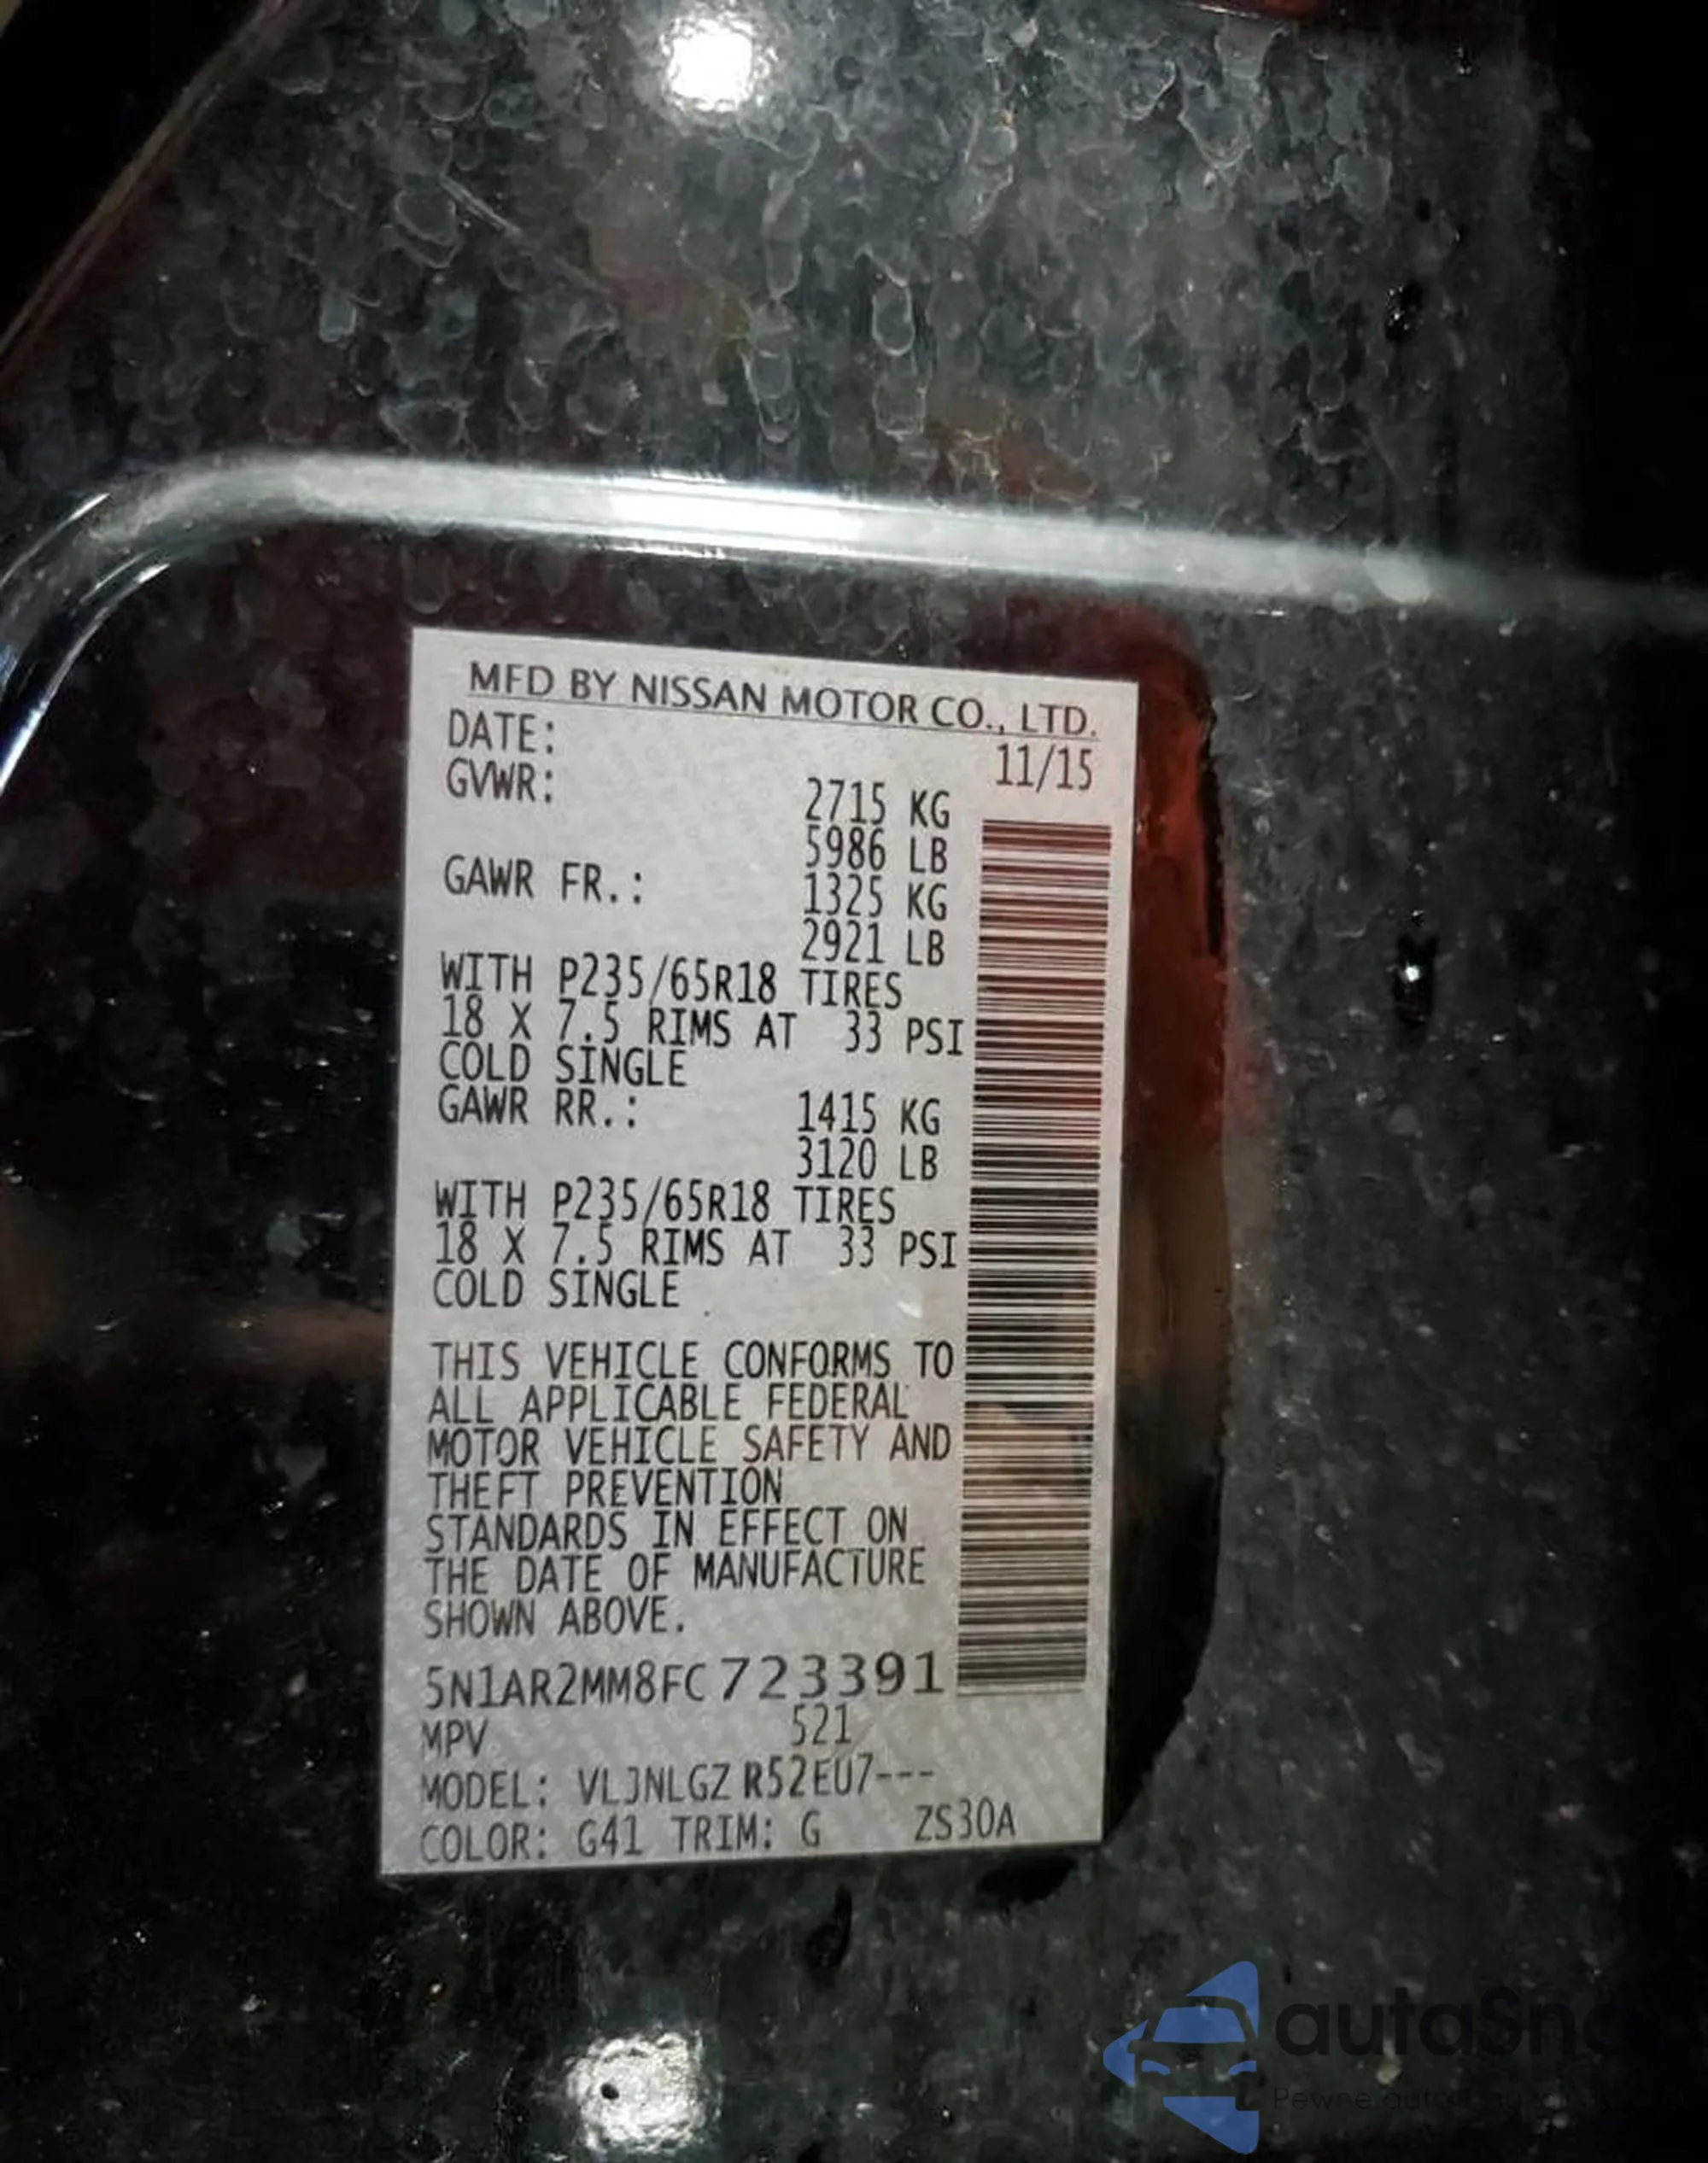 MFD BY NISSAN MOTOR CO., LTD.
DATE: 11/15
GVWR: 2715 KG
5986 LB
GAWR FR.: 1325 KG
2921 LB
WITH P235/65R18 TIRES
18 X 7.5 RIMS AT 33 PSI
COLD SINGLE
GAWR RR.: 1415 KG
3120 LB
WITH P235/65R18 TIRES
18 X 7.5 RIMS AT 33 PSI
COLD SINGLE
THIS VEHICLE CONFORMS TO
ALL APPLICABLE FEDERAL
MOTOR VEHICLE SAFETY AND
THEFT PREVENTION
STANDARDS IN EFFECT ON
THE DATE OF MANUFACTURE
SHOWN ABOVE.
5N1AR2MM8FC723391
MPV 521
MODEL: VLJNLGZ R52EU7---
COLOR: G41 TRIM: G ZS30A
autaSna
Pewne auto